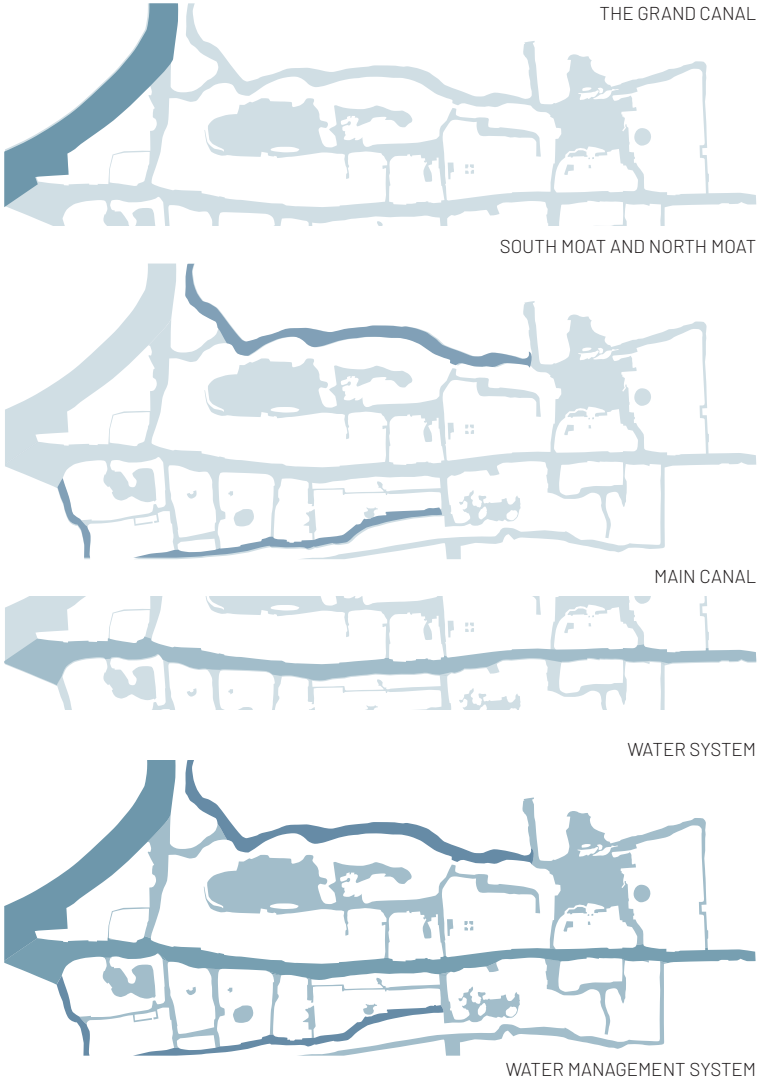 THE GRAND CANAL
SOUTH MOAT AND NORTH MOAT
MAIN CANAL
WATER SYSTEM
WATER MANAGEMENT SYSTEM